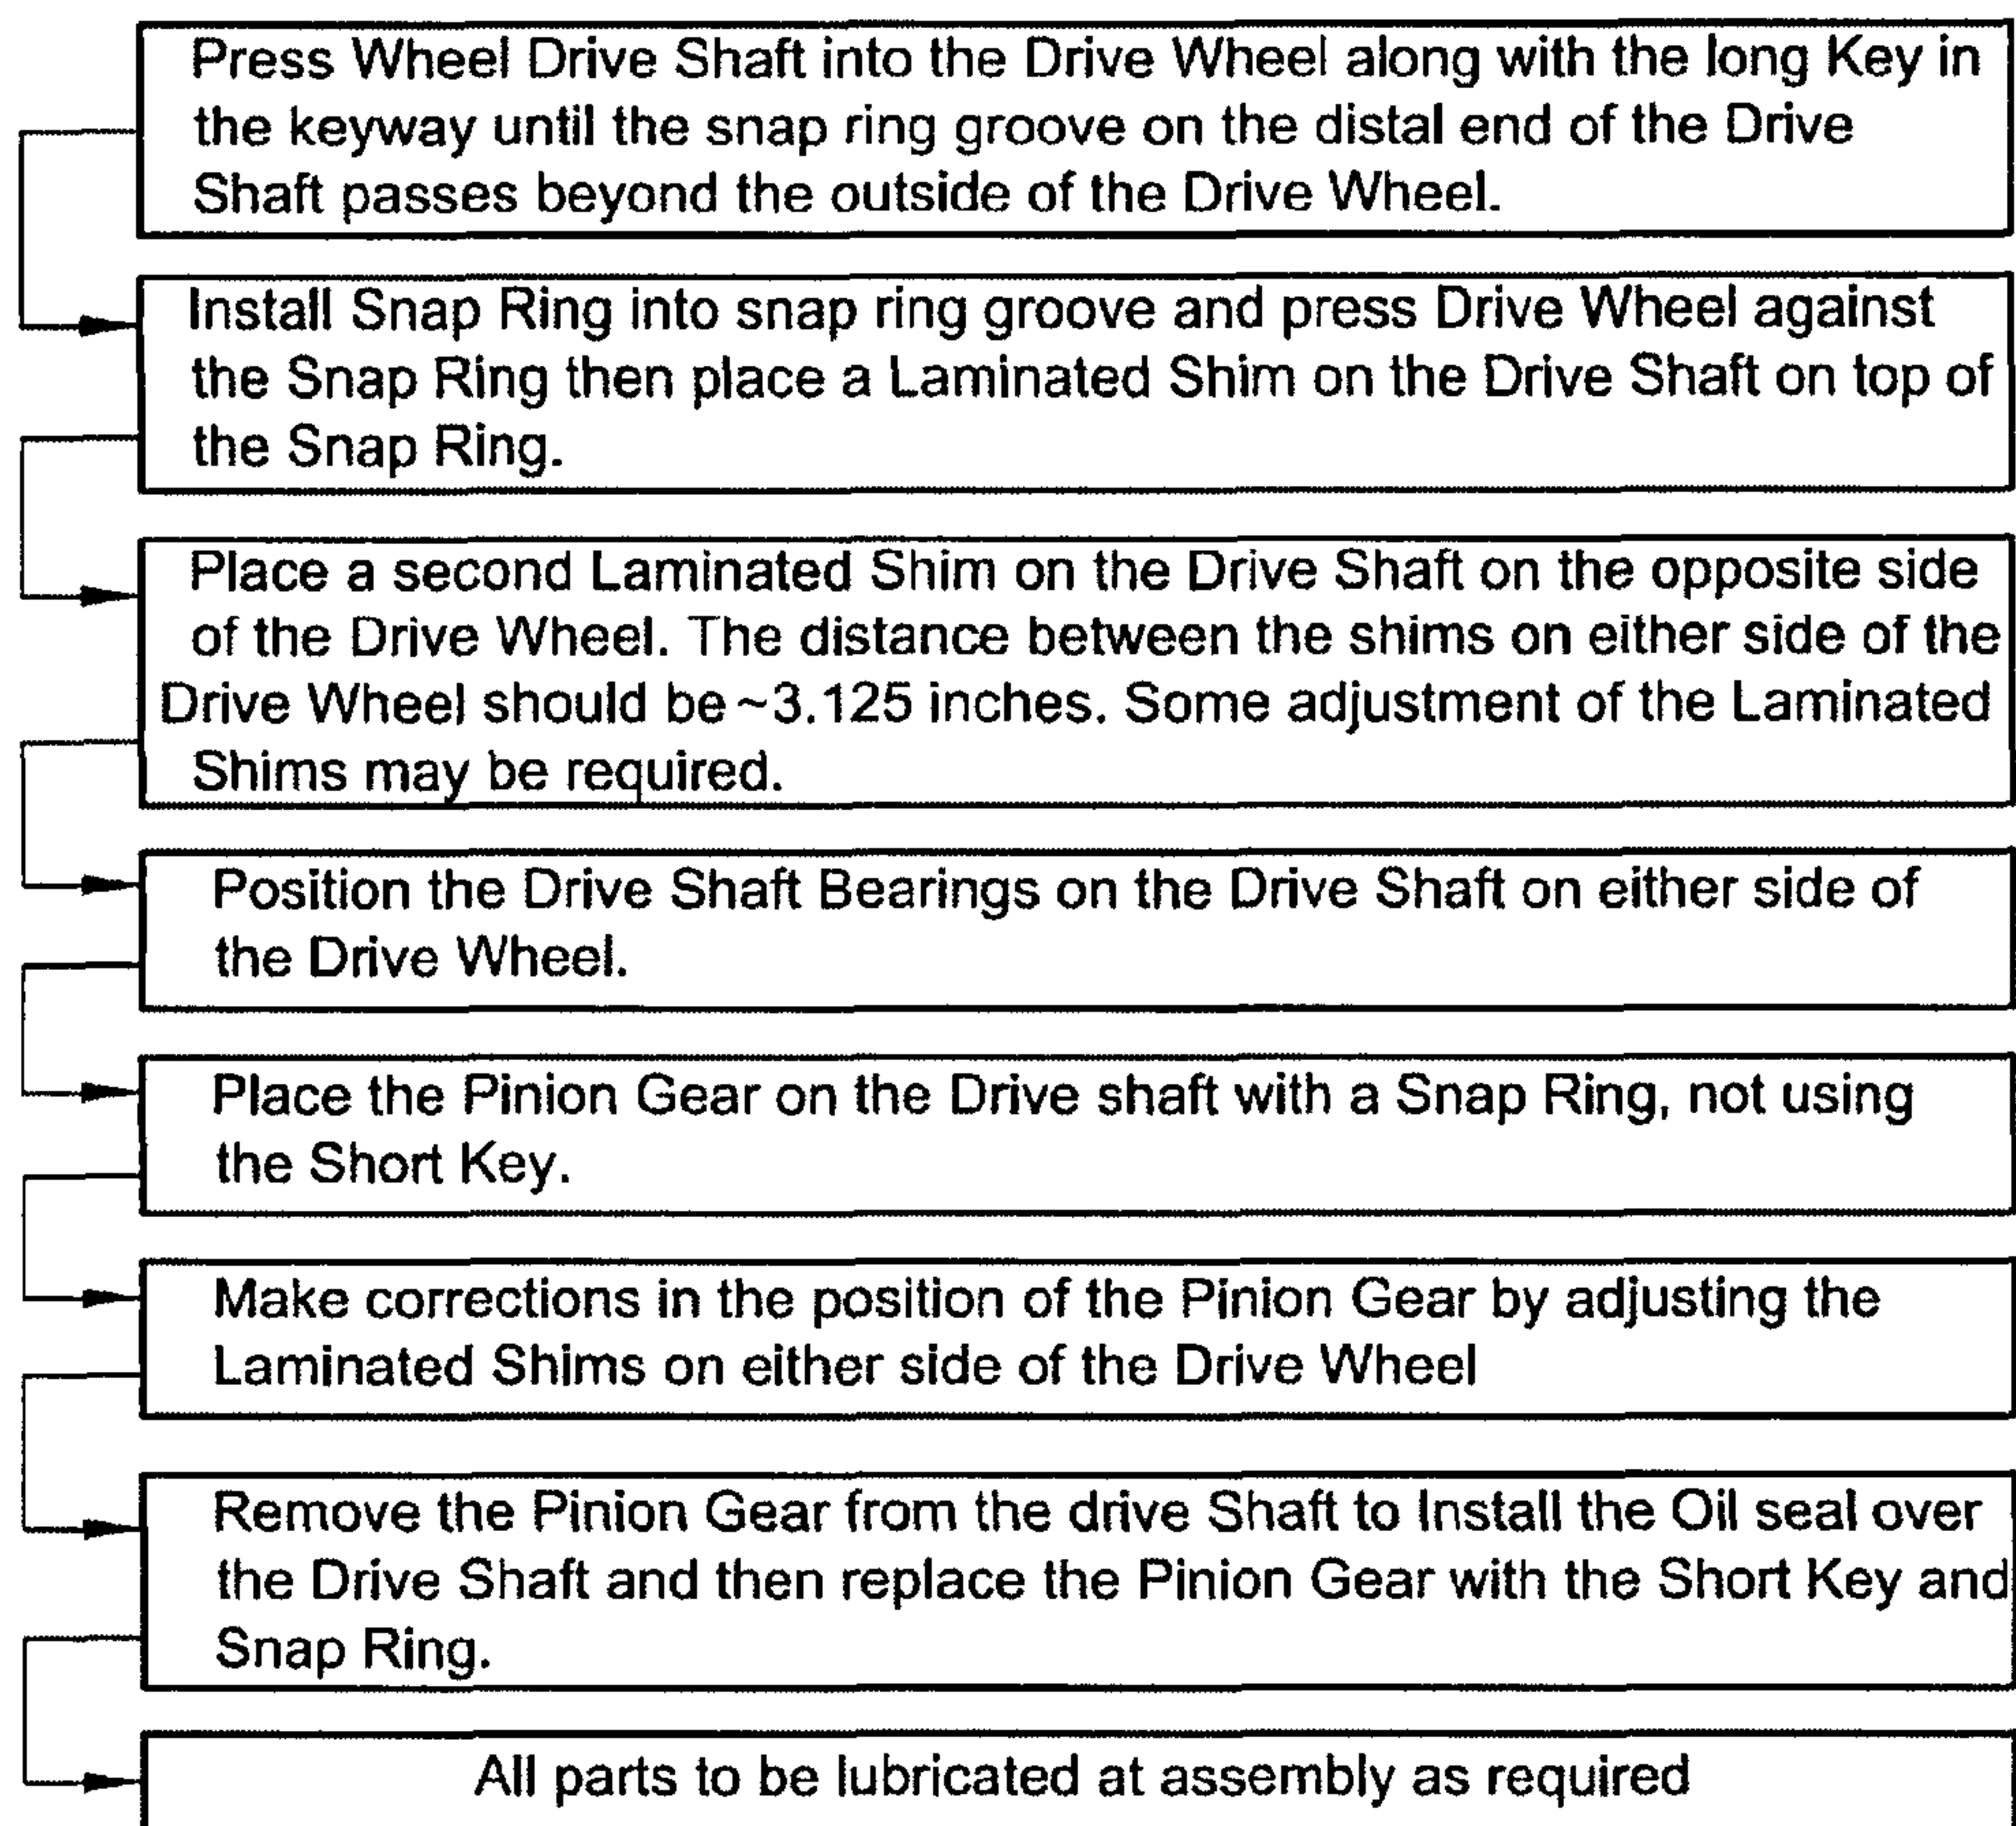 Press Wheel Drive Shaft into the Drive Wheel along with the long Key in
the keyway until the snap ring groove on the distal end of the Drive
Shaft passes beyond the outside of the Drive Wheel.
Install Snap Ring into snap ring groove and press Drive Wheel against
the Snap Ring then place a Laminated Shim on the Drive Shaft on top of
the Snap Ring.
Place a second Laminated Shim on the Drive Shaft on the opposite side
of the Drive Wheel. The distance between the shims on either side of the
Drive Wheel should be ~3.125 inches. Some adjustment of the Laminated
Shims may be required.
Position the Drive Shaft Bearings on the Drive Shaft on either side of
the Drive Wheel.
Place the Pinion Gear on the Drive shaft with a Snap Ring, not using
the Short Key.
Make corrections in the position of the Pinion Gear by adjusting the
Laminated Shims on either side of the Drive Wheel
Remove the Pinion Gear from the drive Shaft to Install the Oil seal over
the Drive Shaft and then replace the Pinion Gear with the Short Key and
Snap Ring.
All parts to be lubricated at assembly as required